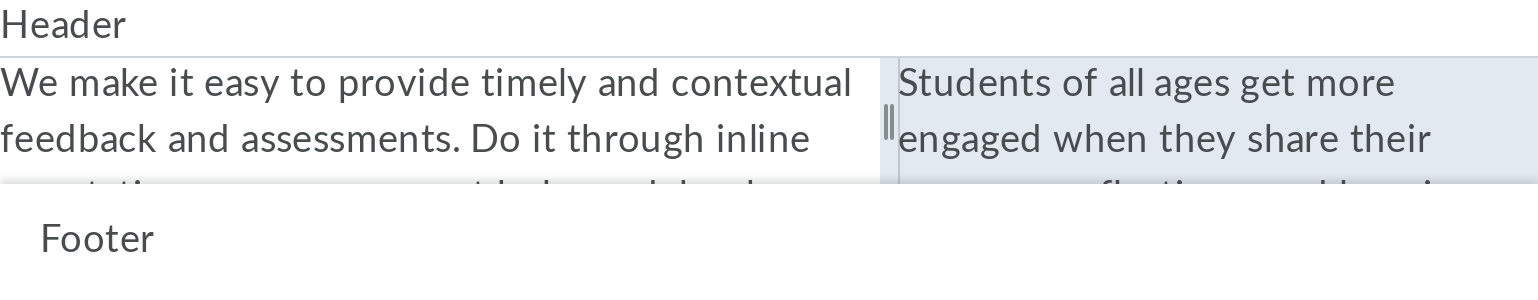 Header
We make it easy to provide timely and contextual
feedback and assessments. Do it through inline
Students of all ages get more
engaged when they share their
Footer